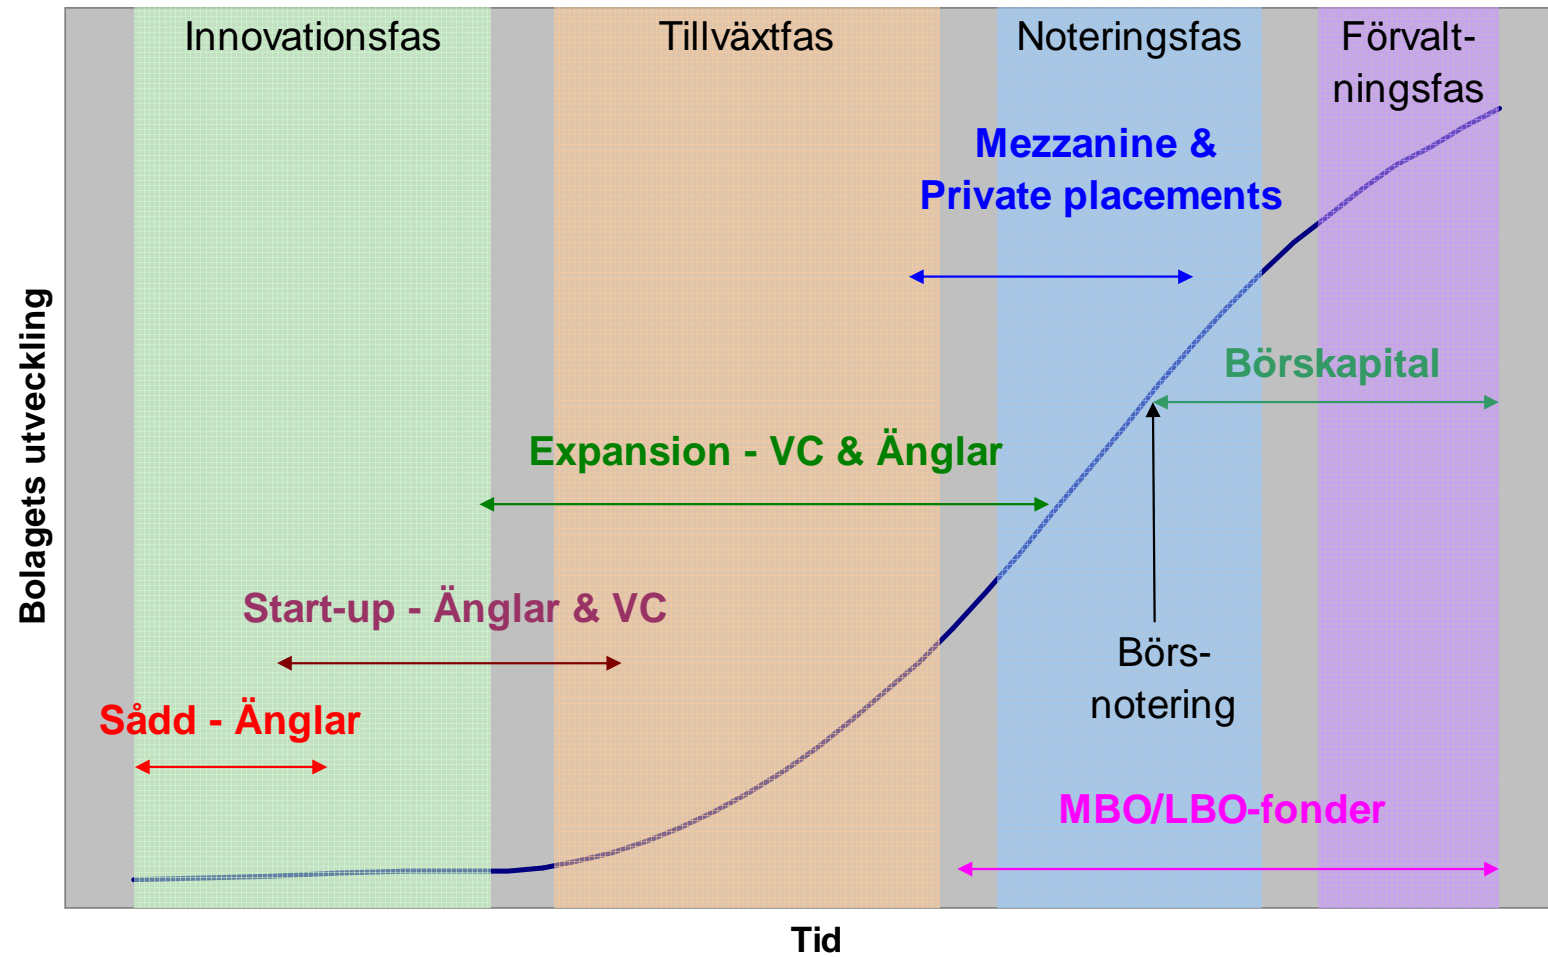 Innovationsfas
Tillväxtfas
Noteringsfas
Förvalt-
ningsfas
Mezzanine &
Private placements
Börskapital
Expansion - VC & Änglar
Start-up - Änglar & VC
Börs-
notering
Sådd - Änglar
MBO/LBO-fonder
Bolagets utveckling
Tid